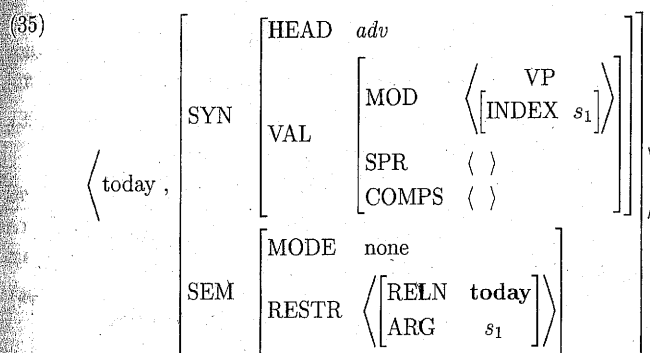 (35)
HEAD adv
VP
MOD ⟨[INDEX s₁]⟩
SYN
VAL
SPR ⟨ ⟩
⟨today ,
COMPS ⟨ ⟩
MODE none
SEM
RELN today
RESTR
ARG s₁